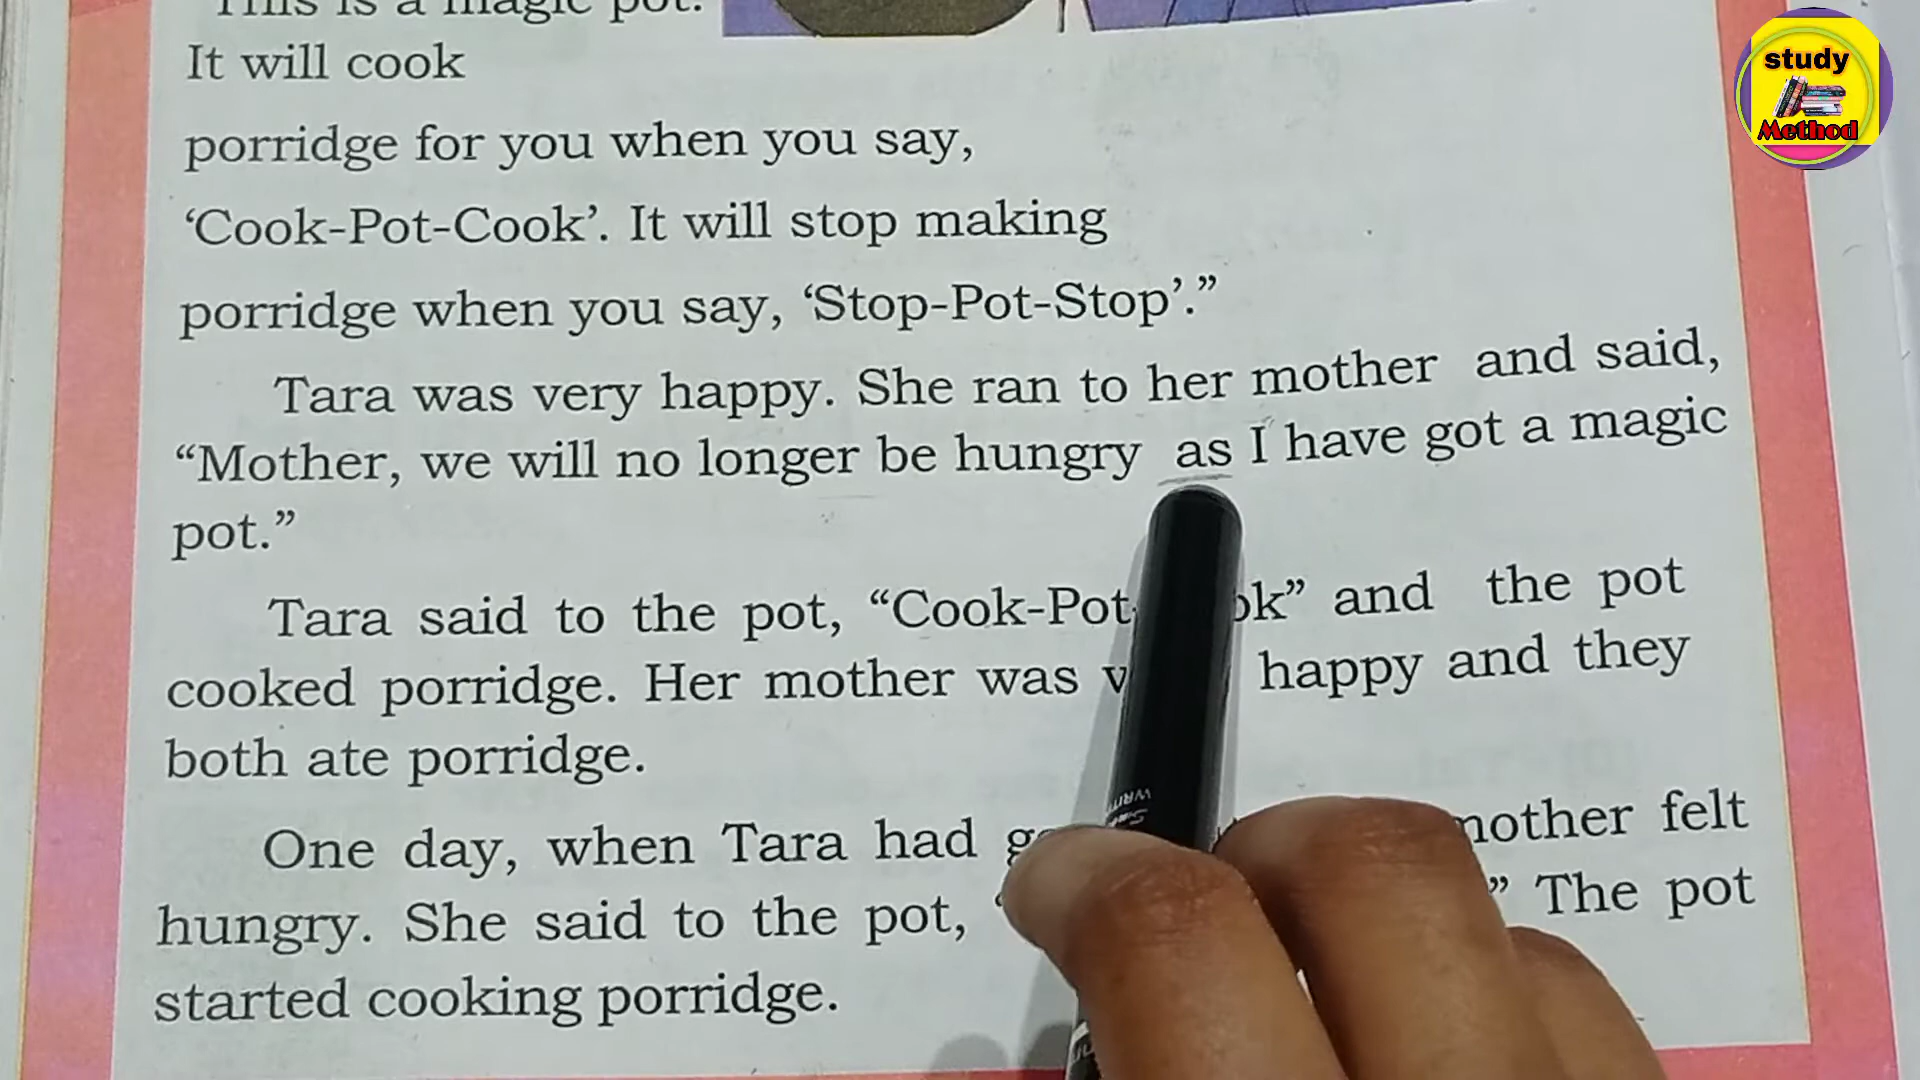 This is a magic pot.
It will cook
porridge for you when you say,
‘Cook-Pot-Cook’. It will stop making
porridge when you say, ‘Stop-Pot-Stop’.”
Tara was very happy. She ran to her mother and said,
“Mother, we will no longer be hungry as I have got a magic
pot.”
Tara said to the pot, “Cook-Pot- ok” and the pot
cooked porridge. Her mother was happy and they
both ate porridge.
One day, when Tara had mother felt
hungry. She said to the pot, “ ” The pot
started cooking porridge.
study
Method